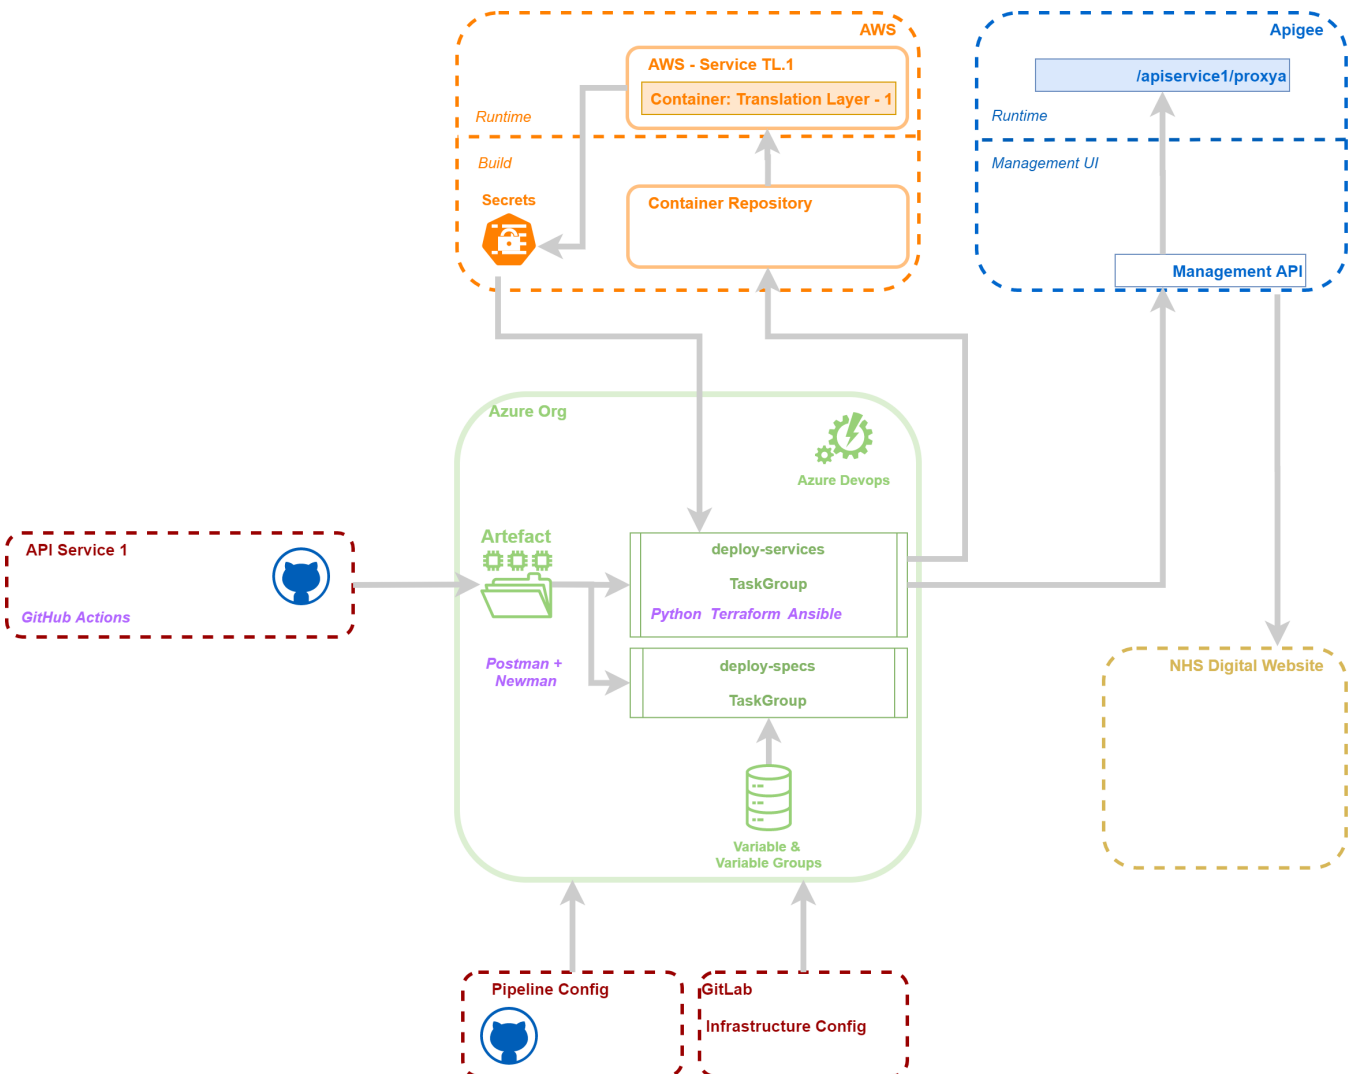 AWS
Apigee
AWS - Service TL.1
/apiservice1/proxya
Container: Translation Layer - 1
Runtime
Runtime
Build
Management UI
Secrets
Container Repository
Management API
Azure Org
Azure Devops
Artefact
API Service 1
deploy-services
TaskGroup
GitHub Actions
Python Terraform Ansible
Postman +
Newman
deploy-specs
NHS Digital Website
TaskGroup
Variable &
Variable Groups
Pipeline Config
GitLab
Infrastructure Config